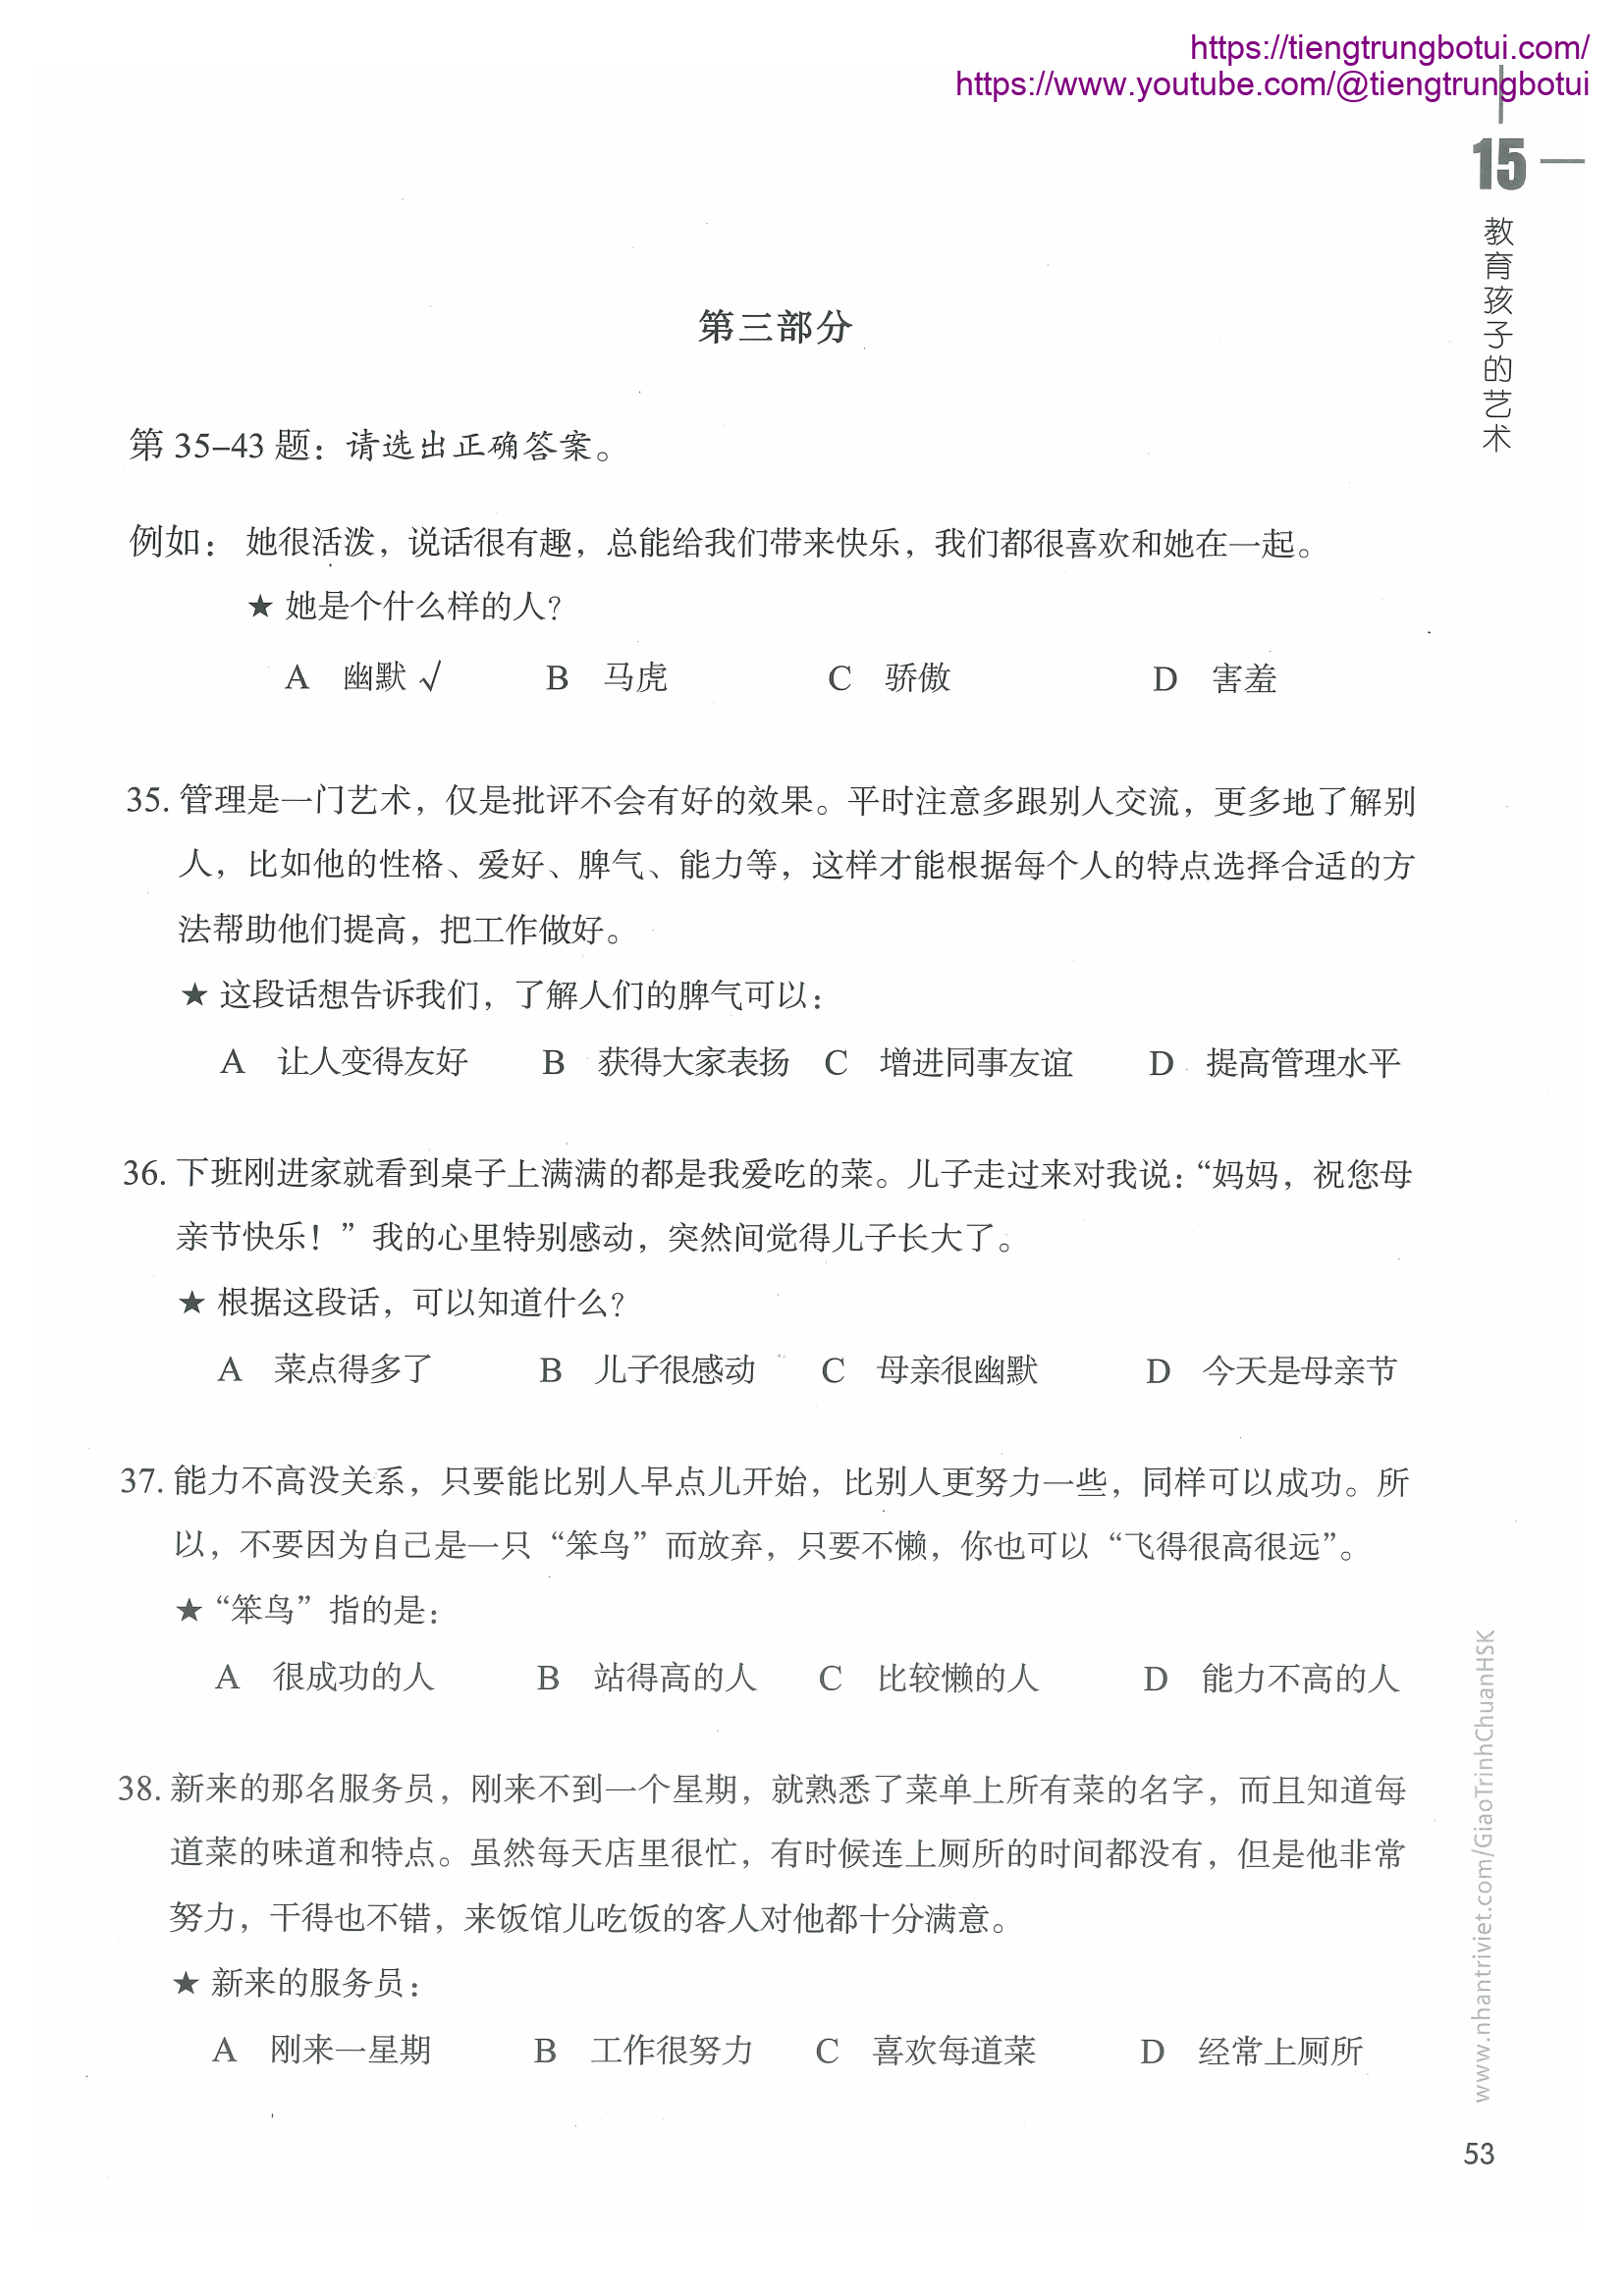 https://tiengtrungbotui.com/
https://www.youtube.com/@tiengtrungbotui
15
教育孩子的艺术
第三部分
第 35–43 题：请选出正确答案。
例如： 她很活泼，说话很有趣，总能给我们带来快乐，我们都很喜欢和她在一起。
★ 她是个什么样的人？
A 幽默 √ B 马虎 C 骄傲 D 害羞
35. 管理是一门艺术，仅是批评不会有好的效果。平时注意多跟别人交流，更多地了解别
人，比如他的性格、爱好、脾气、能力等，这样才能根据每个人的特点选择合适的方
法帮助他们提高，把工作做好。
★ 这段话想告诉我们，了解人们的脾气可以：
A 让人变得友好 B 获得大家表扬 C 增进同事友谊 D 提高管理水平
36. 下班刚进家就看到桌子上满满的都是我爱吃的菜。儿子走过来对我说：“妈妈，祝您母
亲节快乐！”我的心里特别感动，突然间觉得儿子长大了。
★ 根据这段话，可以知道什么？
A 菜点得多了 B 儿子很感动 C 母亲很幽默 D 今天是母亲节
37. 能力不高没关系，只要能比别人早点儿开始，比别人更努力一些，同样可以成功。所
以，不要因为自己是一只“笨鸟”而放弃，只要不懒，你也可以“飞得很高很远”。
★ “笨鸟”指的是：
A 很成功的人 B 站得高的人 C 比较懒的人 D 能力不高的人
38. 新来的那名服务员，刚来不到一个星期，就熟悉了菜单上所有菜的名字，而且知道每
道菜的味道和特点。虽然每天店里很忙，有时候连上厕所的时间都没有，但是他非常
努力，干得也不错，来饭馆儿吃饭的客人对他都十分满意。
★ 新来的服务员：
A 刚来一星期 B 工作很努力 C 喜欢每道菜 D 经常上厕所
www.nhantriviet.com/GiaoTrinhChuanHSK
53